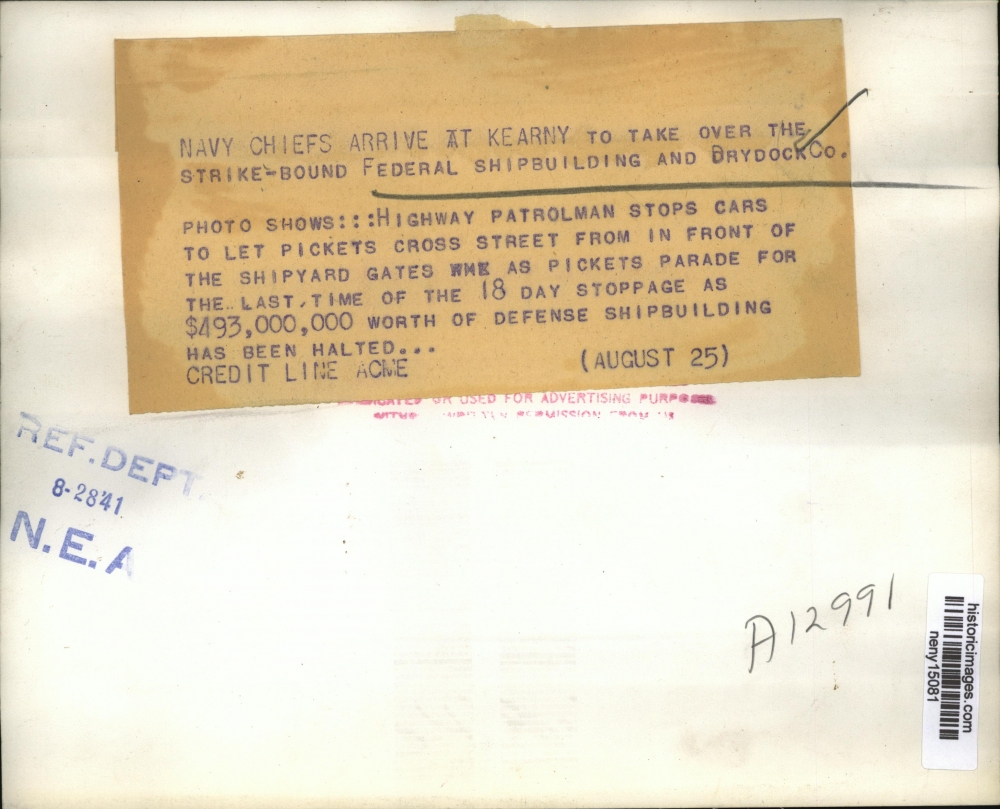 NAVY CHIEFS ARRIVE AT KEARNY TO TAKE OVER THE
STRIKE-BOUND FEDERAL SHIPBUILDING AND DRYDOCK CO.
PHOTO SHOWS:::HIGHWAY PATROLMAN STOPS CARS
TO LET PICKETS CROSS STREET FROM IN FRONT OF
THE SHIPYARD GATES AS PICKETS PARADE FOR
THE LAST TIME OF THE 18 DAY STOPPAGE AS
$493,000,000 WORTH OF DEFENSE SHIPBUILDING
HAS BEEN HALTED...
CREDIT LINE ACME (AUGUST 25)
OR USED FOR ADVERTISING
PERMISSION FROM
REF. DEPT.
8-28'41
N.E.A
A12991
historicimages.com
neny15081